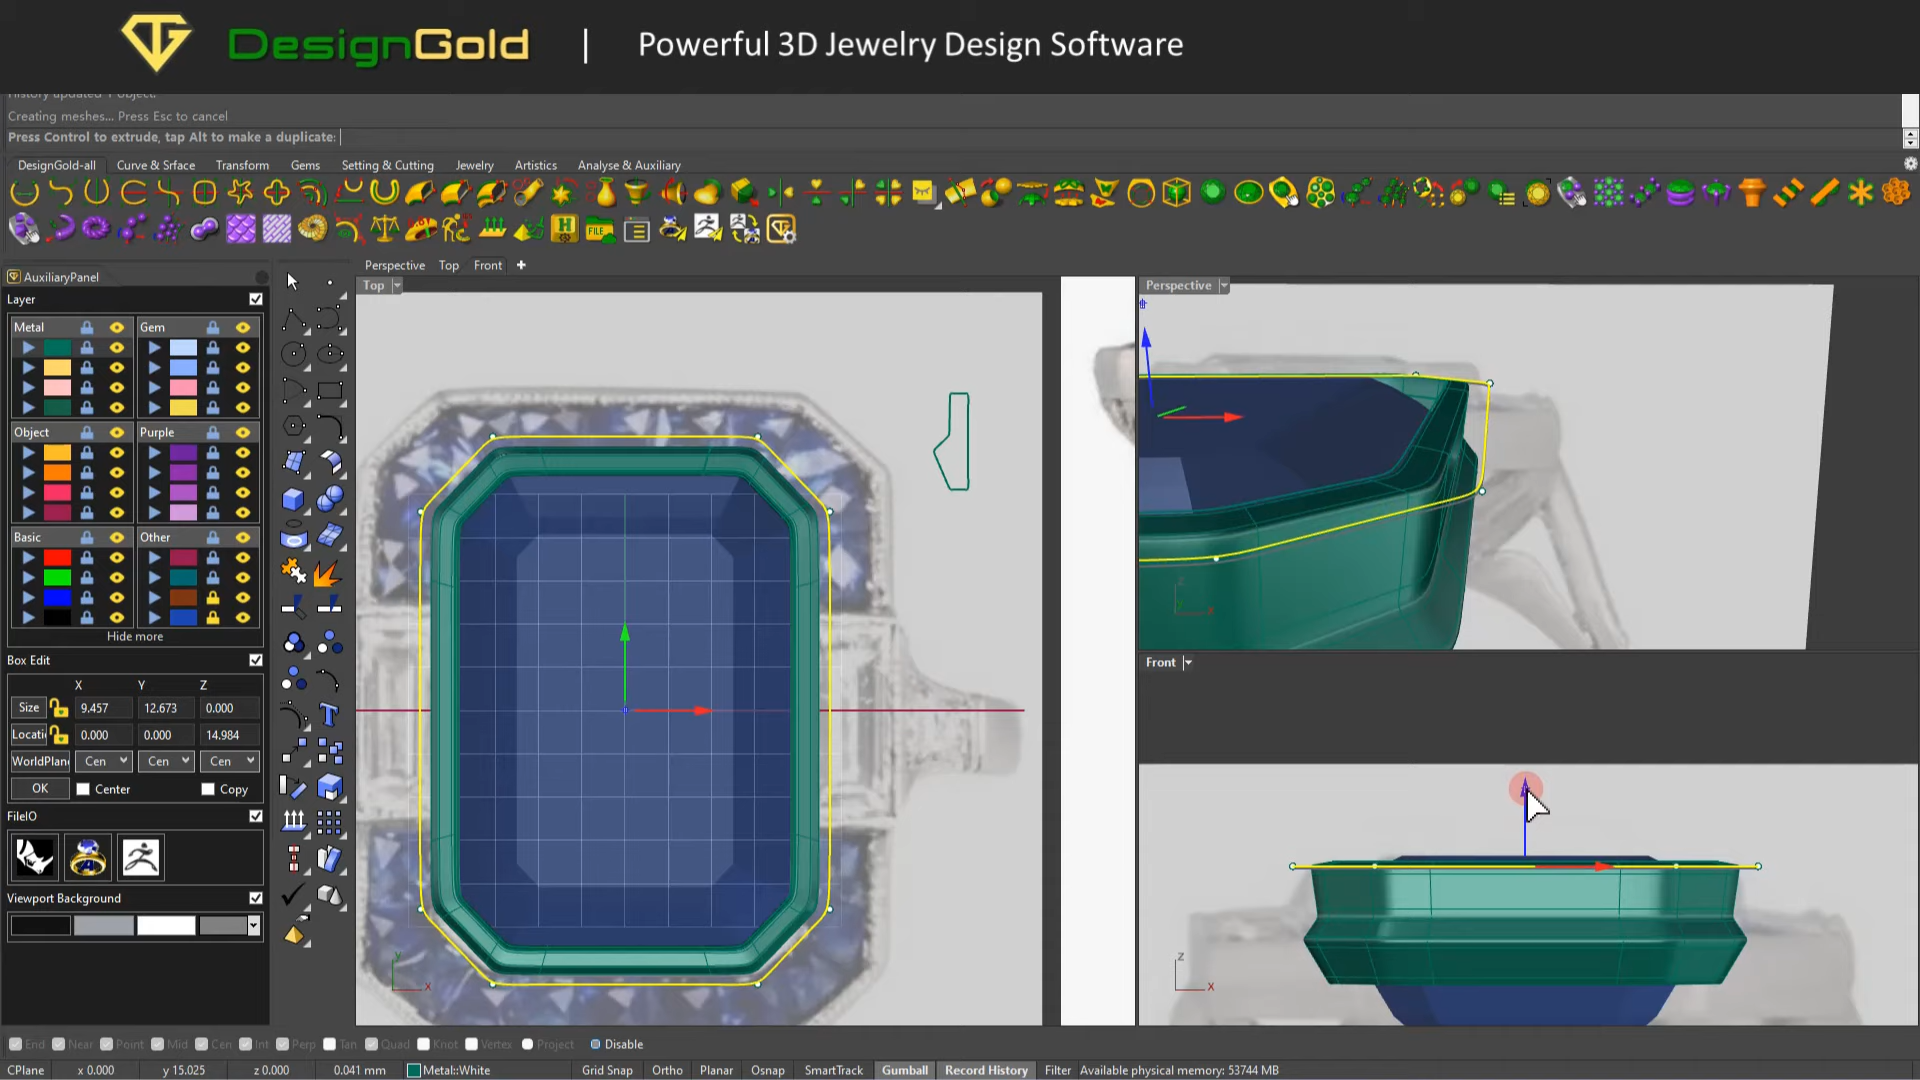 DesignGold | Powerful 3D Jewelry Design Software
History updated 1 object.
Creating meshes... Press Esc to cancel
Press Control to extrude, tap Alt to make a duplicate:
DesignGold-all Curve & Srface Transform Gems Setting & Cutting Jewelry Artistics Analyse & Auxiliary
FILE
Perspective Top Front
AuxiliaryPanel
Layer
Metal Gem
Object Purple
Basic Other
Hide more
Box Edit
X Y Z
Size 9.457 12.673 0.000
Locati 0.000 0.000 14.984
WorldPlan Cen Cen Cen
OK Center Copy
FileIO
Viewport Background
Top
y
x
Perspective
z
y
x
Front
z
x
End Near Point Mid Cen Int Perp Tan Quad Knot Vertex Project Disable
CPlane x 0.000 y 15.025 z 0.000 0.041 mm Metal::White Grid Snap Ortho Planar Osnap SmartTrack Gumball Record History Filter Available physical memory: 53744 MB